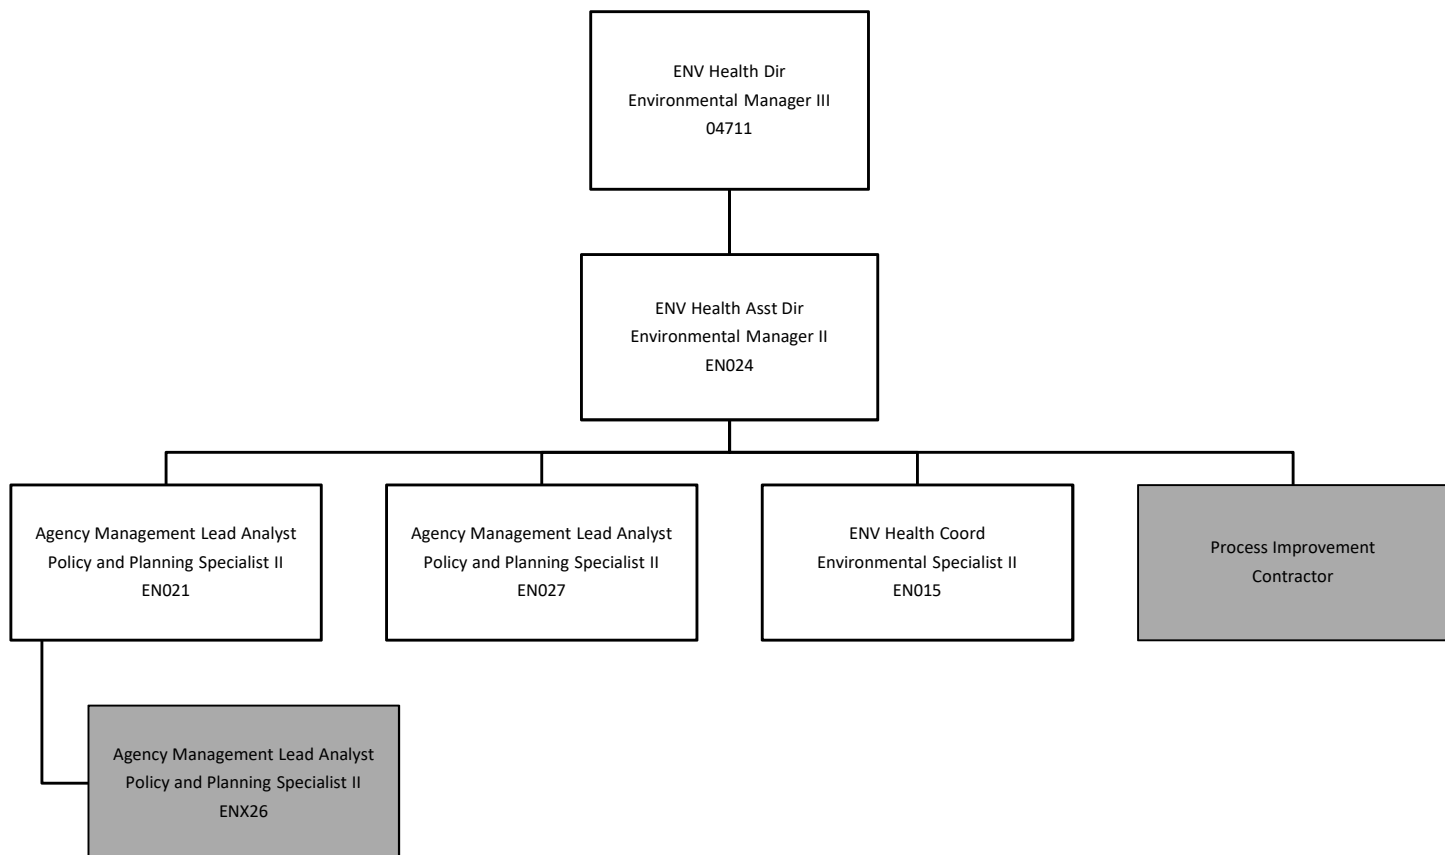 ENV Health Dir
Environmental Manager III
04711
ENV Health Asst Dir
Environmental Manager II
EN024
Agency Management Lead Analyst
Policy and Planning Specialist II
EN021
Agency Management Lead Analyst
Policy and Planning Specialist II
EN027
ENV Health Coord
Environmental Specialist II
EN015
Process Improvement
Contractor
Agency Management Lead Analyst
Policy and Planning Specialist II
ENX26